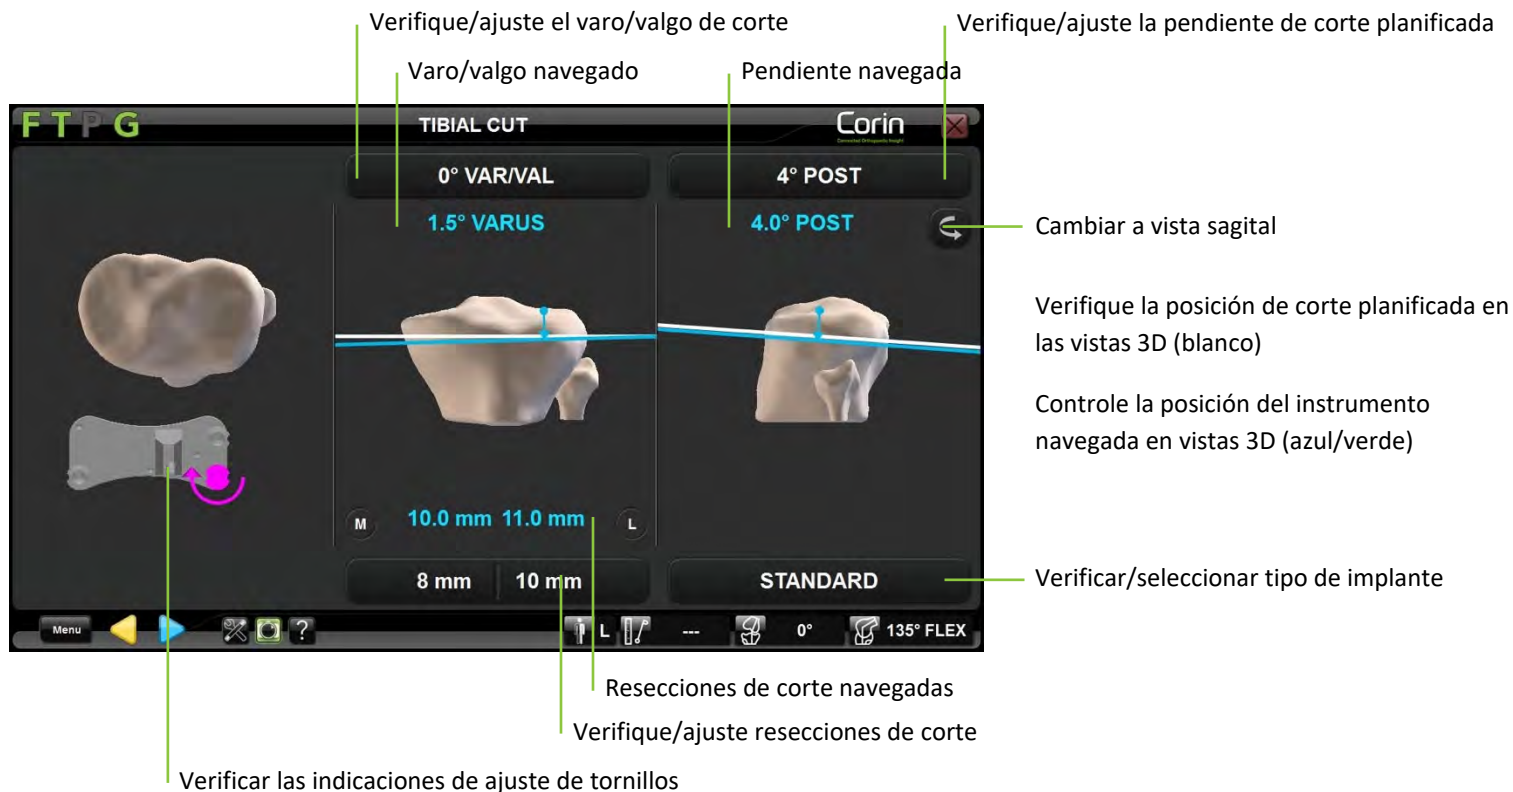 Verifique/ajuste el varo/valgo de corte
Verifique/ajuste la pendiente de corte planificada
Varo/valgo navegado
Pendiente navegada
F T P G
TIBIAL CUT
Corin
Connected Orthopaedic Insight
0° VAR/VAL
4° POST
1.5° VARUS
4.0° POST
Cambiar a vista sagital
Verifique la posición de corte planificada en
las vistas 3D (blanco)
Controle la posición del instrumento
navegada en vistas 3D (azul/verde)
M
10.0 mm 11.0 mm
L
8 mm
10 mm
STANDARD
Verificar/seleccionar tipo de implante
Menu
?
L
---
0°
135° FLEX
Resecciones de corte navegadas
Verifique/ajuste resecciones de corte
Verificar las indicaciones de ajuste de tornillos